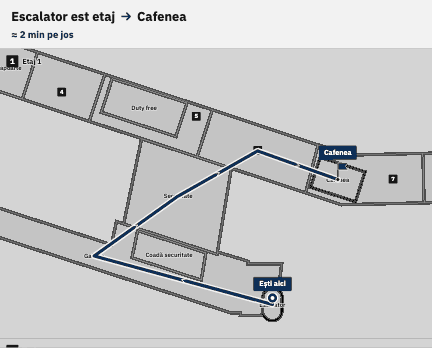 Escalator est etaj → Cafenea
≈ 2 min pe jos
1 Etaj 1
4
Duty free
5
Cafenea
7
Coadă securitate
Ești aici